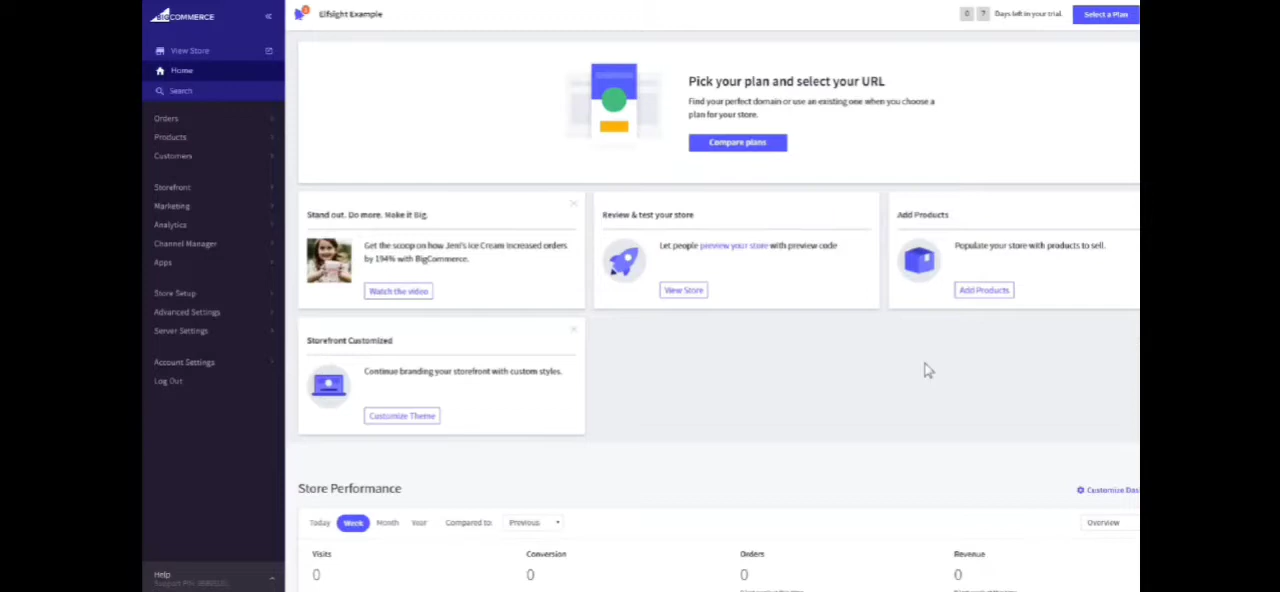 BIGCOMMERCE
View Store
Home
Search
Orders
Products
Customers
Storefront
Marketing
Analytics
Channel Manager
Apps
Store Setup
Advanced Settings
Server Settings
Account Settings
Log Out
Help
Support PIN:
Elfsight Example
0 7 Days left in your trial.
Select a Plan
Pick your plan and select your URL
Find your perfect domain or use an existing one when you choose a
plan for your store.
Compare plans
Stand out. Do more. Make it Big.
Get the scoop on how Jeni's Ice Cream increased orders
by 194% with BigCommerce.
Watch the video
Review & test your store
Let people preview your store with preview code
View Store
Add Products
Populate your store with products to sell.
Add Products
Storefront Customized
Continue branding your storefront with custom styles.
Customize Theme
Store Performance
Customize Das
Today Week Month Year Compared to: Previous
Overview
Visits
0
Conversion
0
Orders
0
Revenue
0